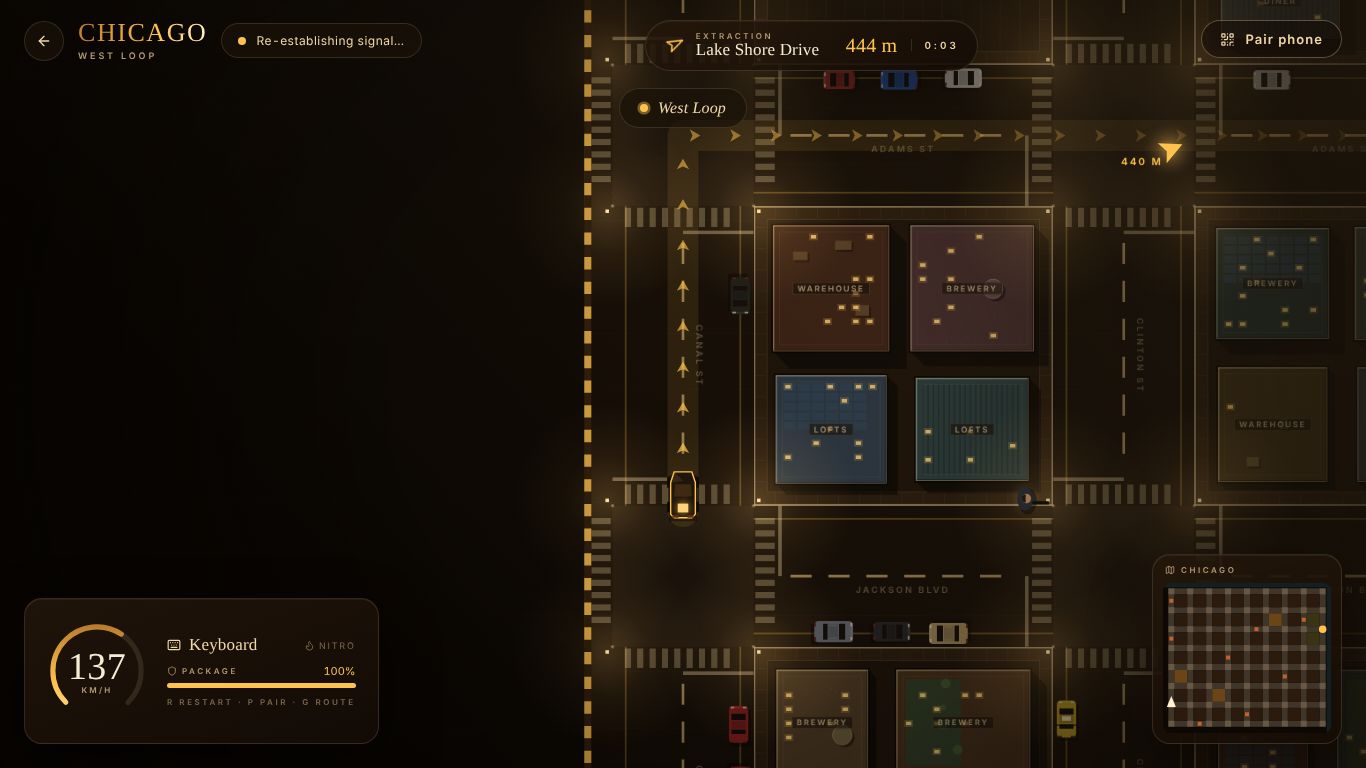 CHICAGO
WEST LOOP
Re-establishing signal...
EXTRACTION
Lake Shore Drive
444 m
0:03
DINER
Pair phone
West Loop
ADAMS ST
440 M
ADAMS S
WAREHOUSE
BREWERY
BREWERY
CANAL ST
CLINTON ST
LOFTS
LOFTS
WAREHOUSE
CHICAGO
JACKSON BLVD
137
KM/H
Keyboard
NITRO
PACKAGE
100%
R RESTART · P PAIR · G ROUTE
BREWERY
BREWERY